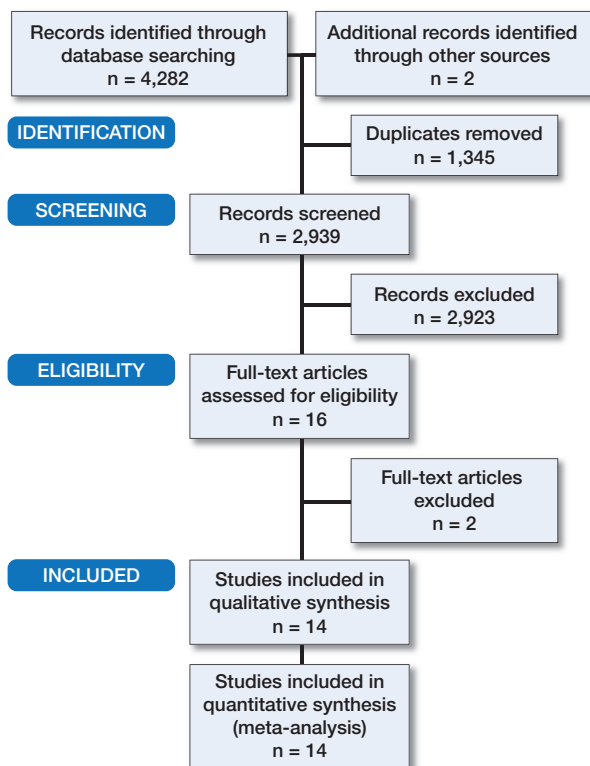 Records identified through
database searching
n = 4,282
Additional records identified
through other sources
n = 2
IDENTIFICATION
Duplicates removed
n = 1,345
SCREENING
Records screened
n = 2,939
Records excluded
n = 2,923
ELIGIBILITY
Full-text articles
assessed for eligibility
n = 16
Full-text articles
excluded
n = 2
INCLUDED
Studies included in
qualitative synthesis
n = 14
Studies included in
quantitative synthesis
(meta-analysis)
n = 14